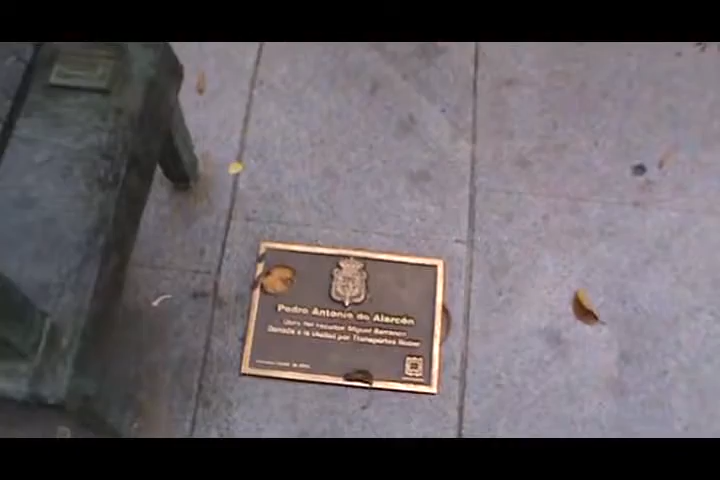 Pedro Antonio de Alarcón
Obra del escultor Miguel Barranco
Donada a la ciudad por Transportes Rober